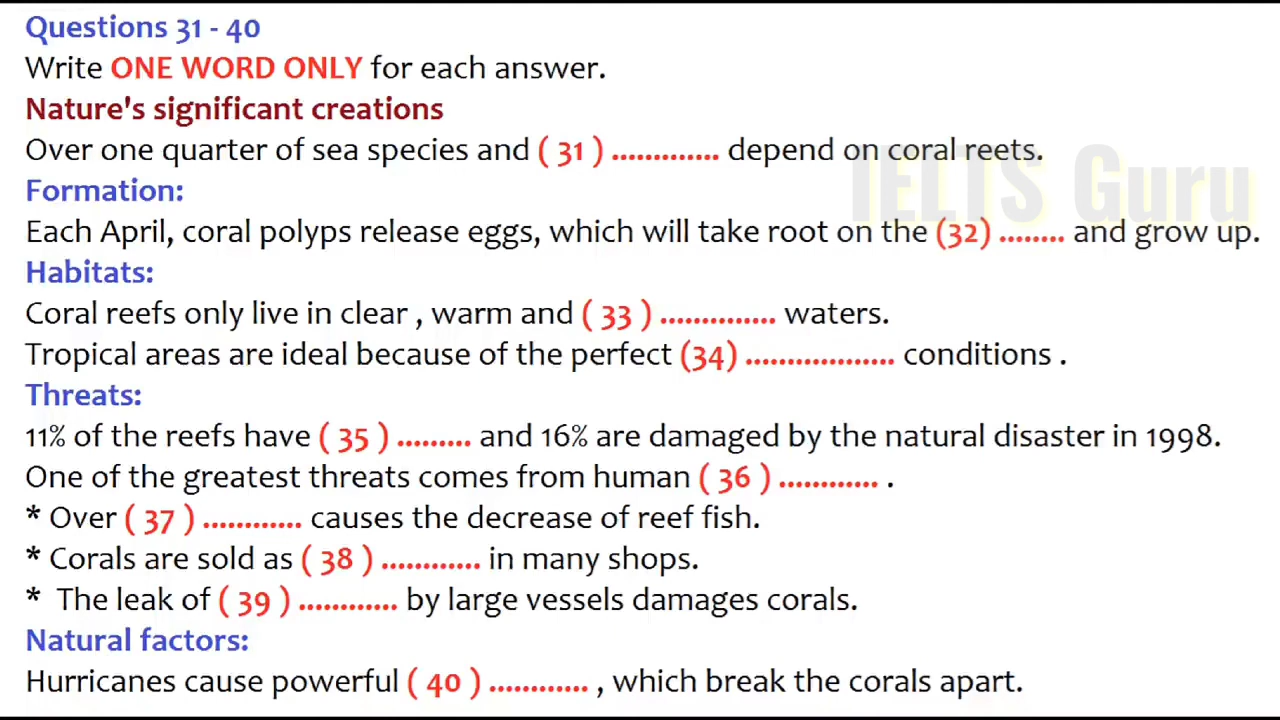 Questions 31 - 40
Write ONE WORD ONLY for each answer.
Nature's significant creations
Over one quarter of sea species and ( 31 ) ............. depend on coral reets.
IELTS Guru
Formation:
Each April, coral polyps release eggs, which will take root on the (32) ........ and grow up.
Habitats:
Coral reefs only live in clear , warm and ( 33 ) .............. waters.
Tropical areas are ideal because of the perfect (34) .................. conditions .
Threats:
11% of the reefs have ( 35 ) ......... and 16% are damaged by the natural disaster in 1998.
One of the greatest threats comes from human ( 36 ) ............ .
* Over ( 37 ) ............ causes the decrease of reef fish.
* Corals are sold as ( 38 ) ............ in many shops.
* The leak of ( 39 ) ............ by large vessels damages corals.
Natural factors:
Hurricanes cause powerful ( 40 ) ............ , which break the corals apart.